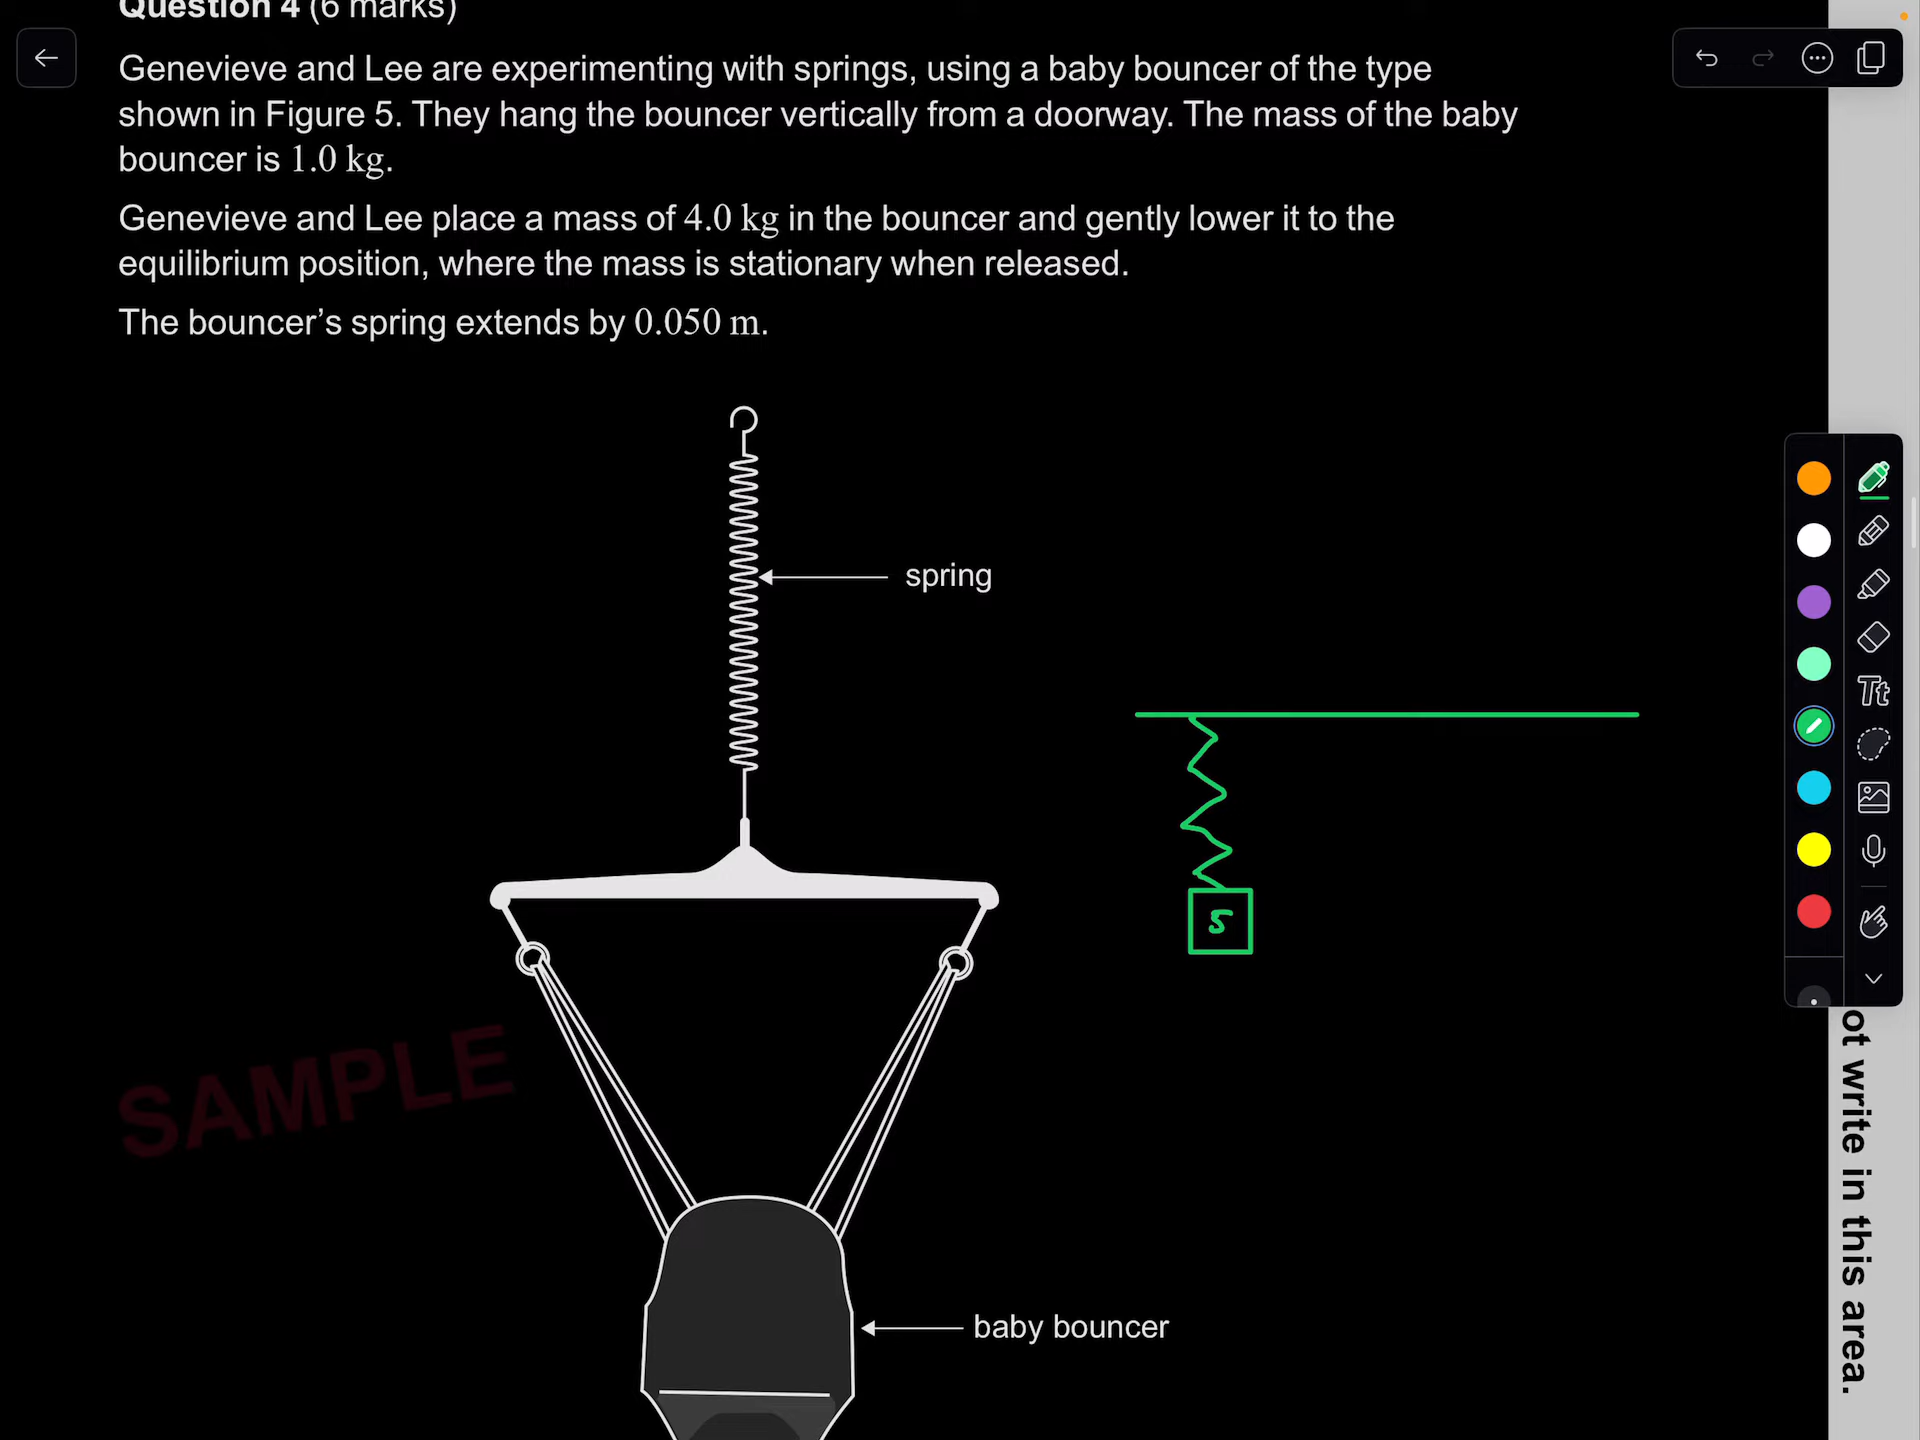 Question 4 (6 marks)
Genevieve and Lee are experimenting with springs, using a baby bouncer of the type
shown in Figure 5. They hang the bouncer vertically from a doorway. The mass of the baby
bouncer is 1.0 kg.
Genevieve and Lee place a mass of 4.0 kg in the bouncer and gently lower it to the
equilibrium position, where the mass is stationary when released.
The bouncer’s spring extends by 0.050 m.
spring
Tt
5
SAMPLE
baby bouncer
ot write in this area.